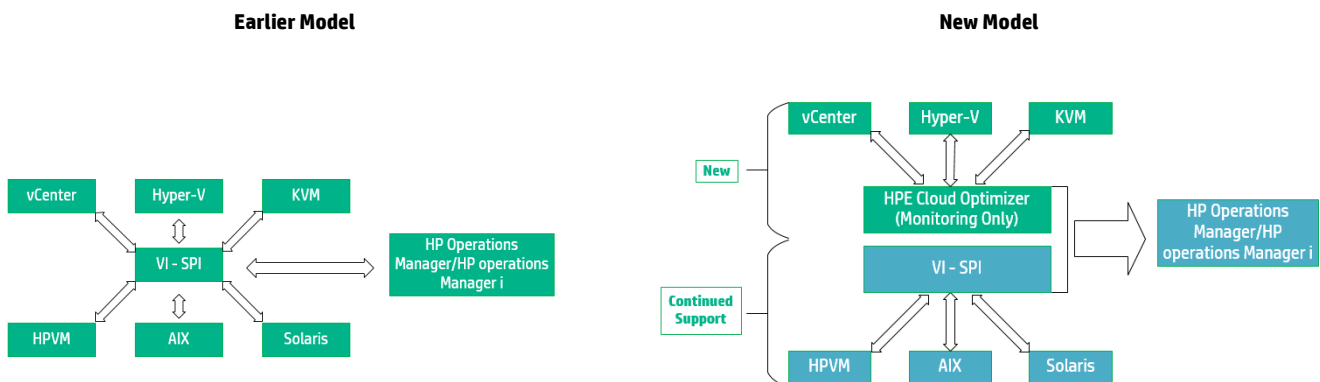 Earlier Model
vCenter
Hyper-V
KVM
VI - SPI
HP Operations
Manager/HP operations
Manager i
HPVM
AIX
Solaris
New Model
vCenter
Hyper-V
KVM
New
HPE Cloud Optimizer
(Monitoring Only)
HP Operations
Manager/HP
operations Manager i
VI - SPI
Continued
Support
HPVM
AIX
Solaris